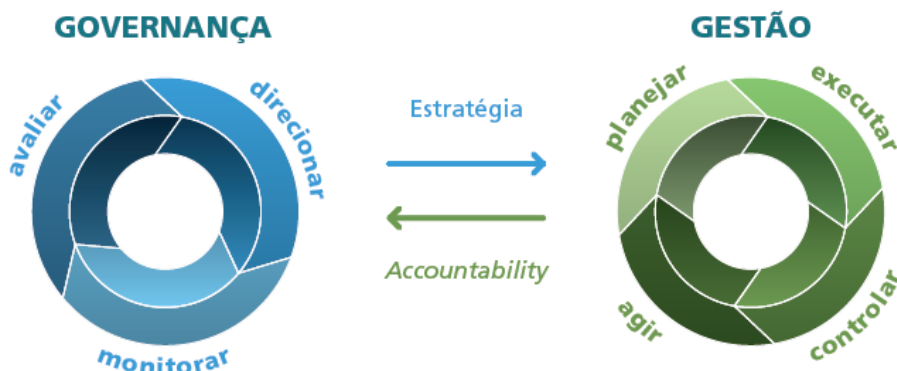 GOVERNANÇA
avaliar
direcionar
monitorar
Estratégia
Accountability
GESTÃO
planejar
executar
controlar
agir